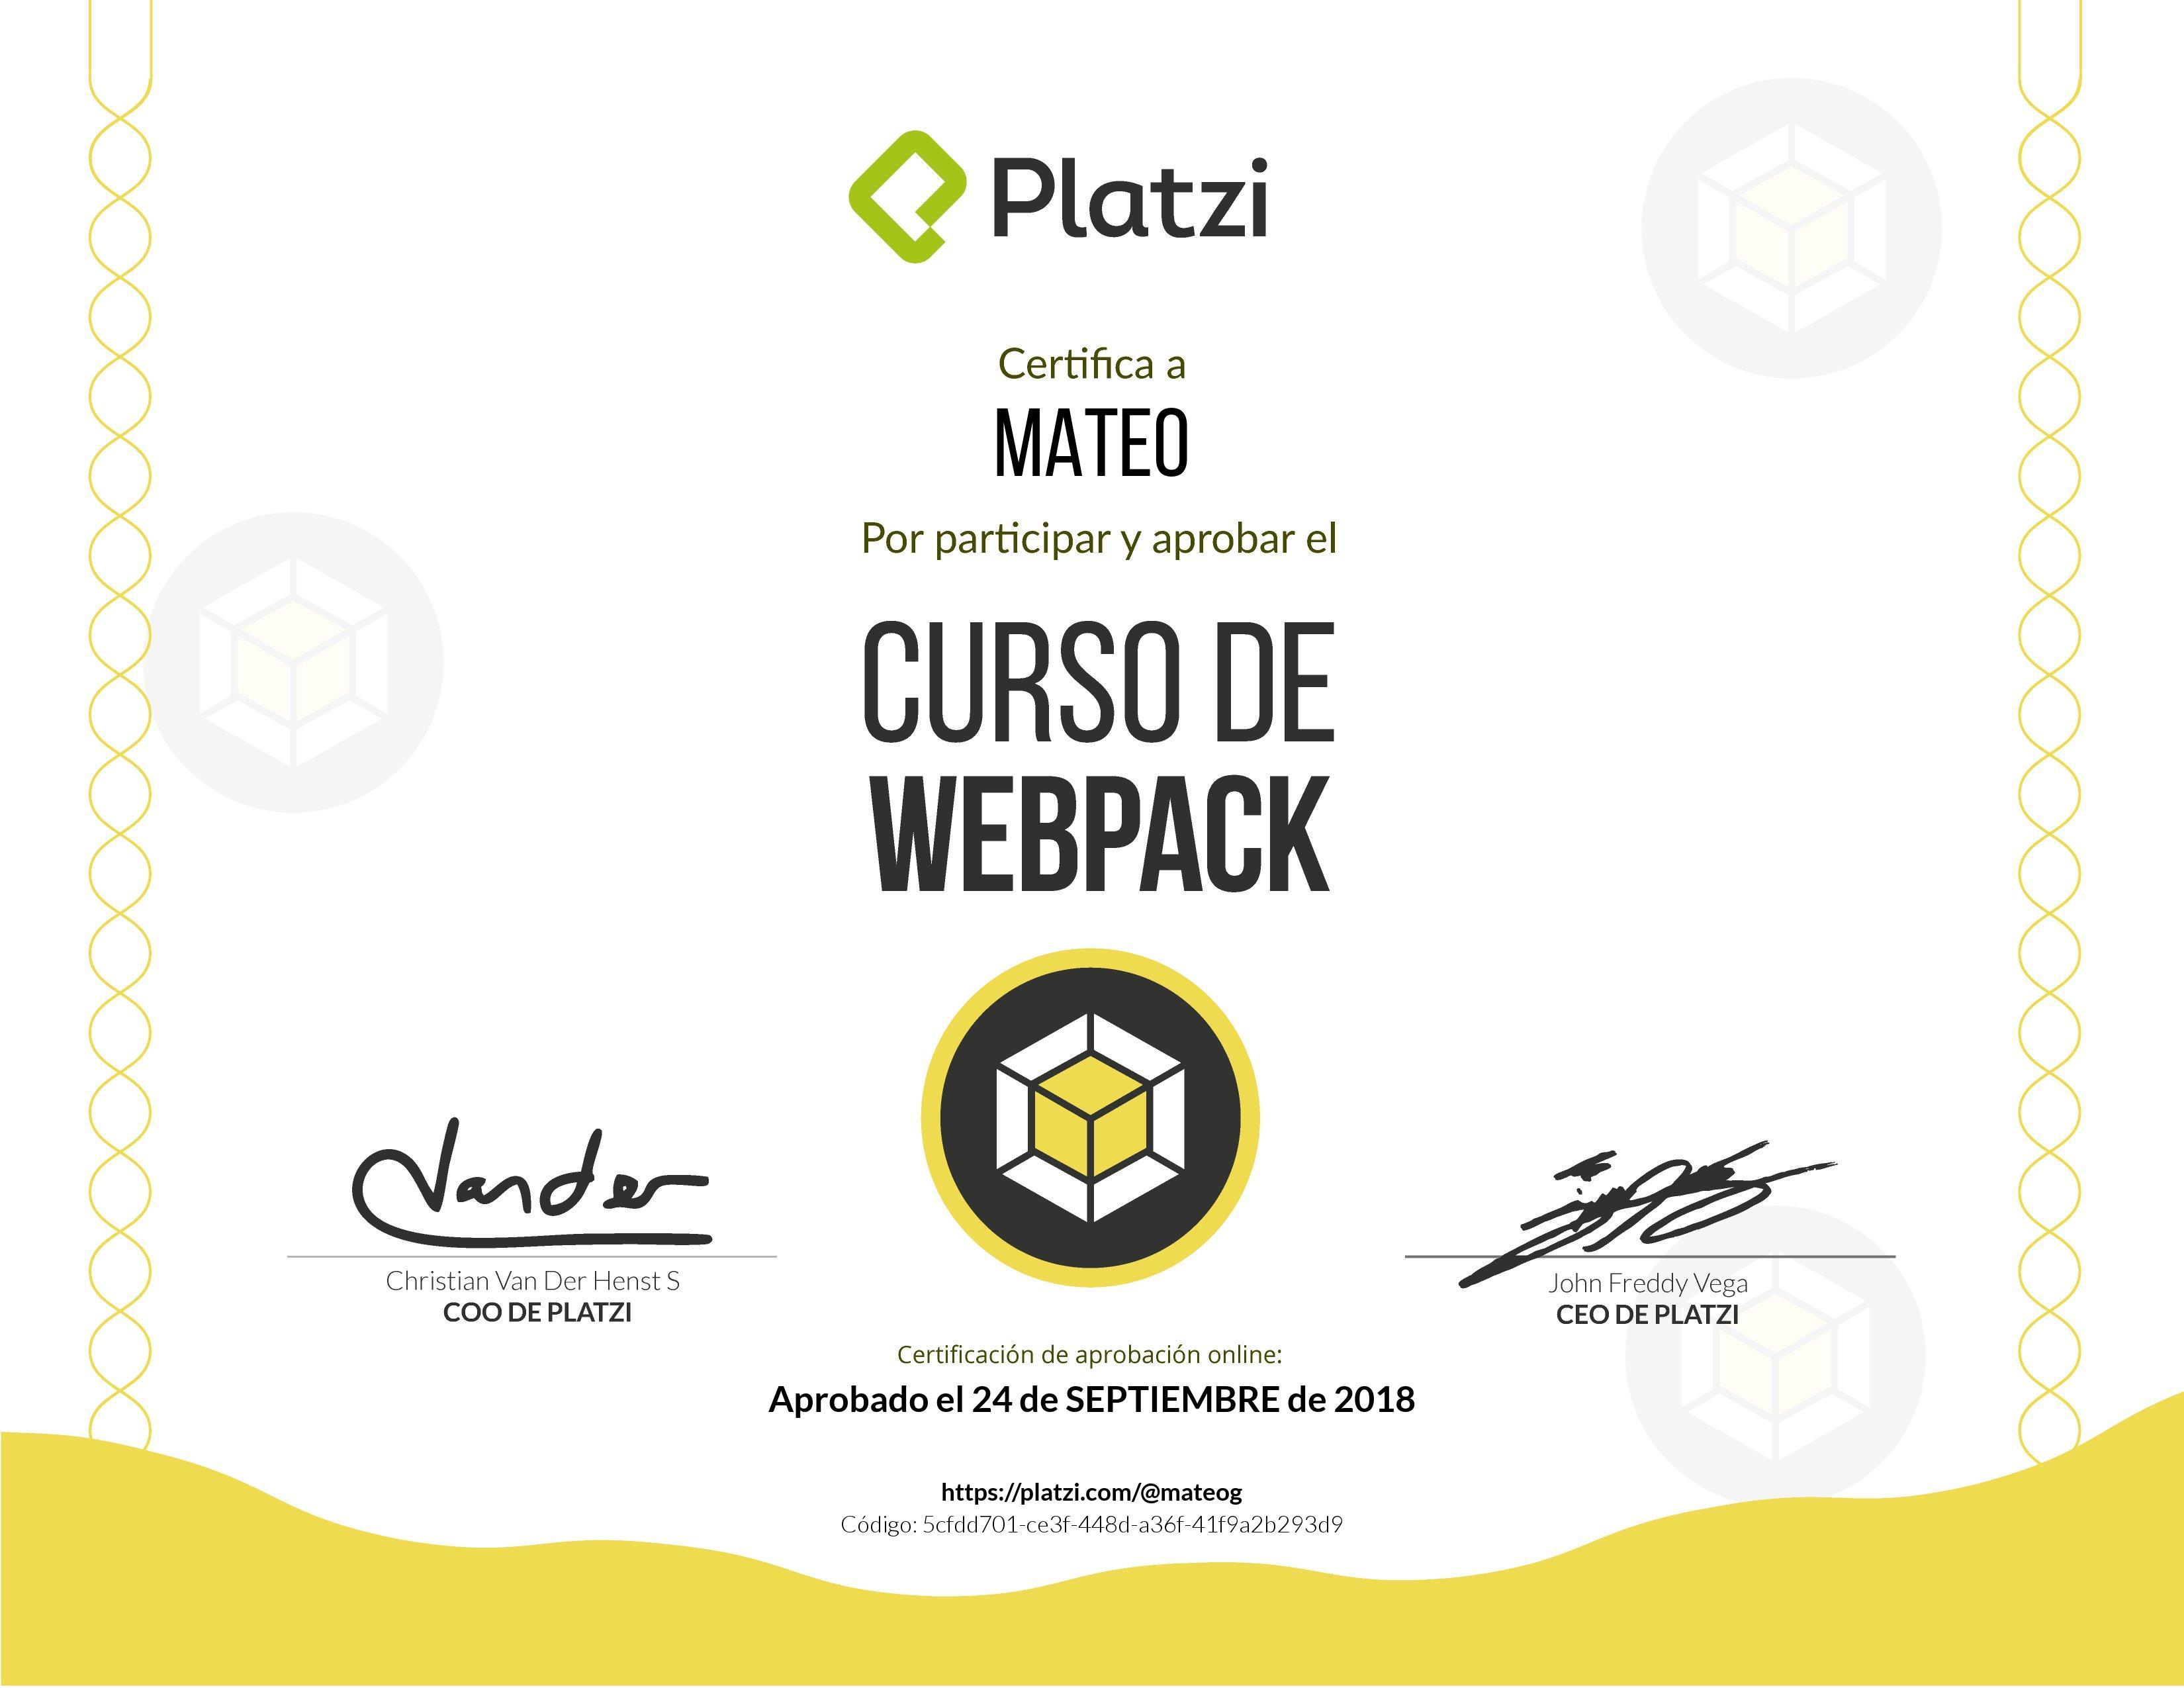 Platzi
Certifica a
MATEO
Por participar y aprobar el
CURSO DE
WEBPACK
Vander
Christian Van Der Henst S
COO DE PLATZI
John Freddy Vega
CEO DE PLATZI
Certificación de aprobación online:
Aprobado el 24 de SEPTIEMBRE de 2018
https://platzi.com/@mateog
Código: 5cfdd701-ce3f-448d-a36f-41f9a2b293d9